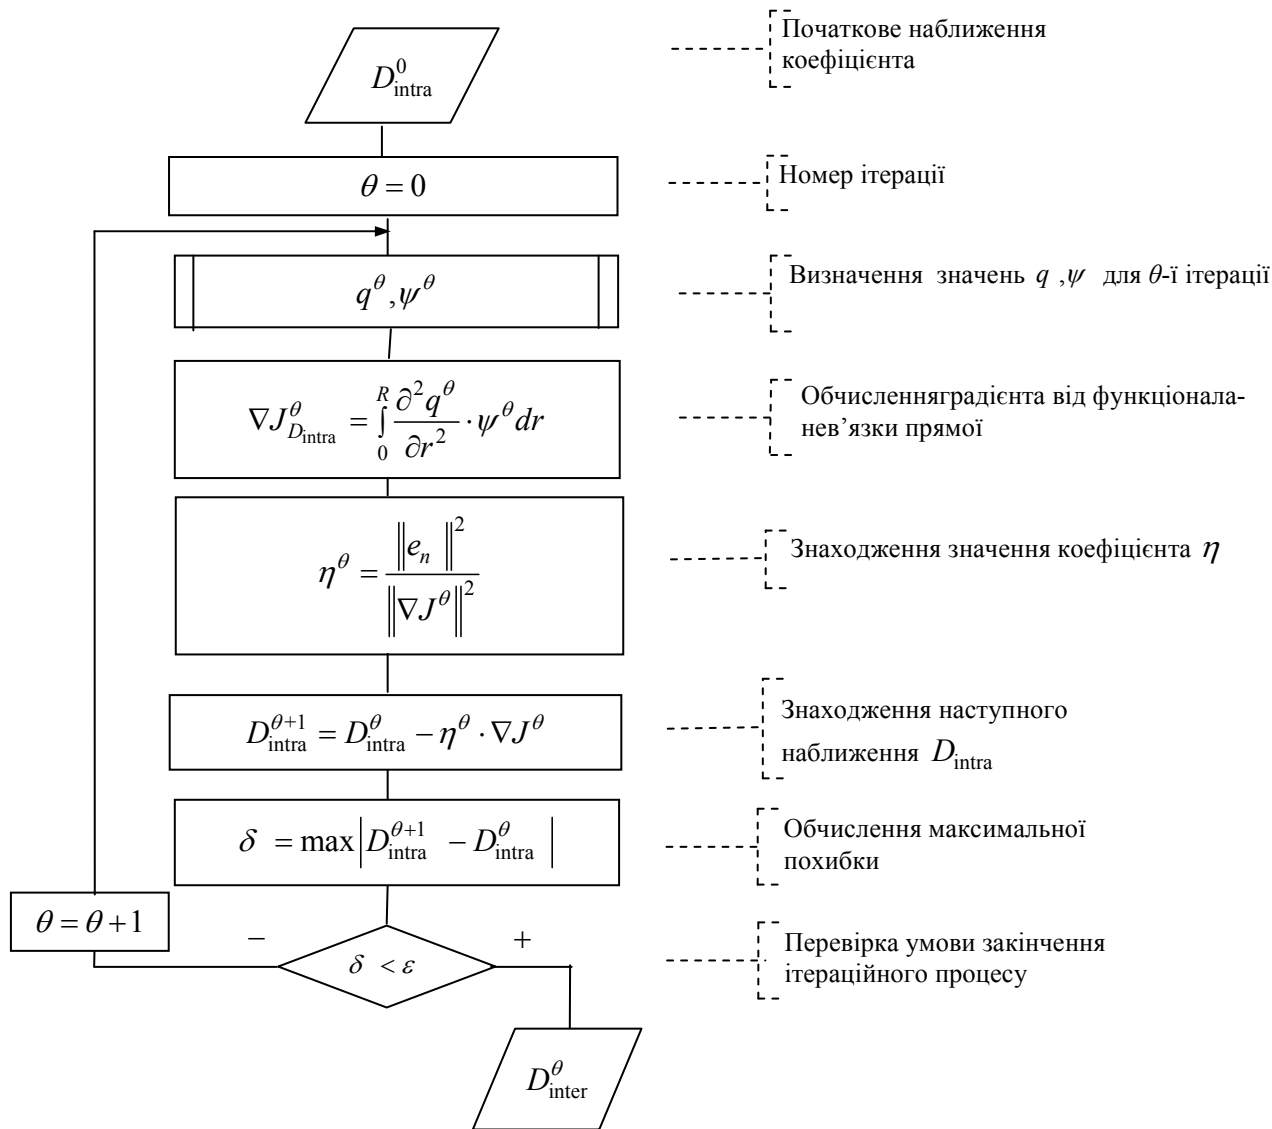 D^0_intra
Початкове наближення
коефіцієнта
θ = 0
Номер ітерації
q^θ, ψ^θ
Визначення значень q ,ψ для θ-ї ітерації
∇J^θ_{D_intra} = ∫_0^R ∂²q^θ/∂r² · ψ^θ dr
Обчисленняградієнта від функціонала-
нев’язки прямої
η^θ = ‖e_n ‖² / ‖∇J^θ‖²
Знаходження значення коефіцієнта η
D^{θ+1}_intra = D^θ_intra − η^θ · ∇J^θ
Знаходження наступного
наближення D_intra
δ = max|D^{θ+1}_intra − D^θ_intra |
Обчислення максимальної
похибки
θ = θ + 1
−
+
δ < ε
Перевірка умови закінчення
ітераційного процесу
D^θ_inter